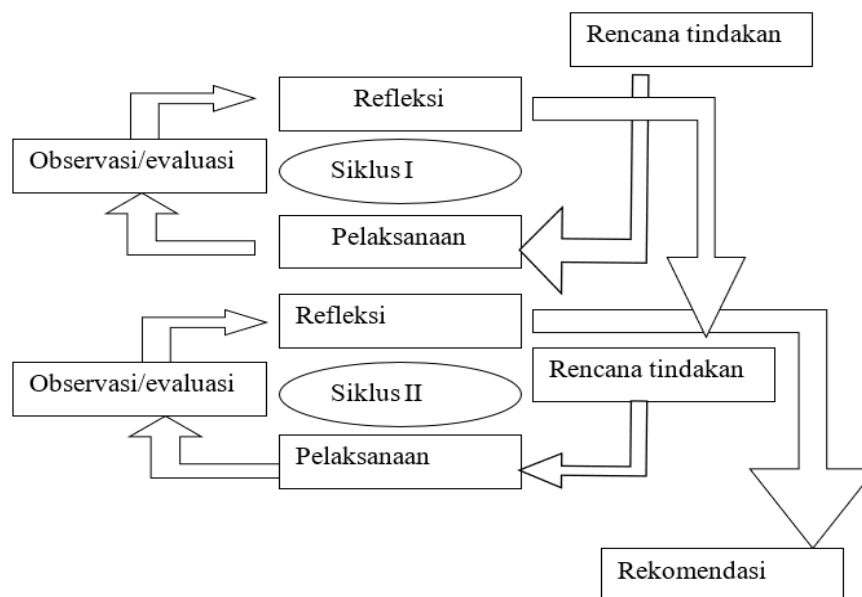 Rencana tindakan
Refleksi
Observasi/evaluasi
Siklus I
Pelaksanaan
Refleksi
Observasi/evaluasi
Siklus II
Rencana tindakan
Pelaksanaan
Rekomendasi